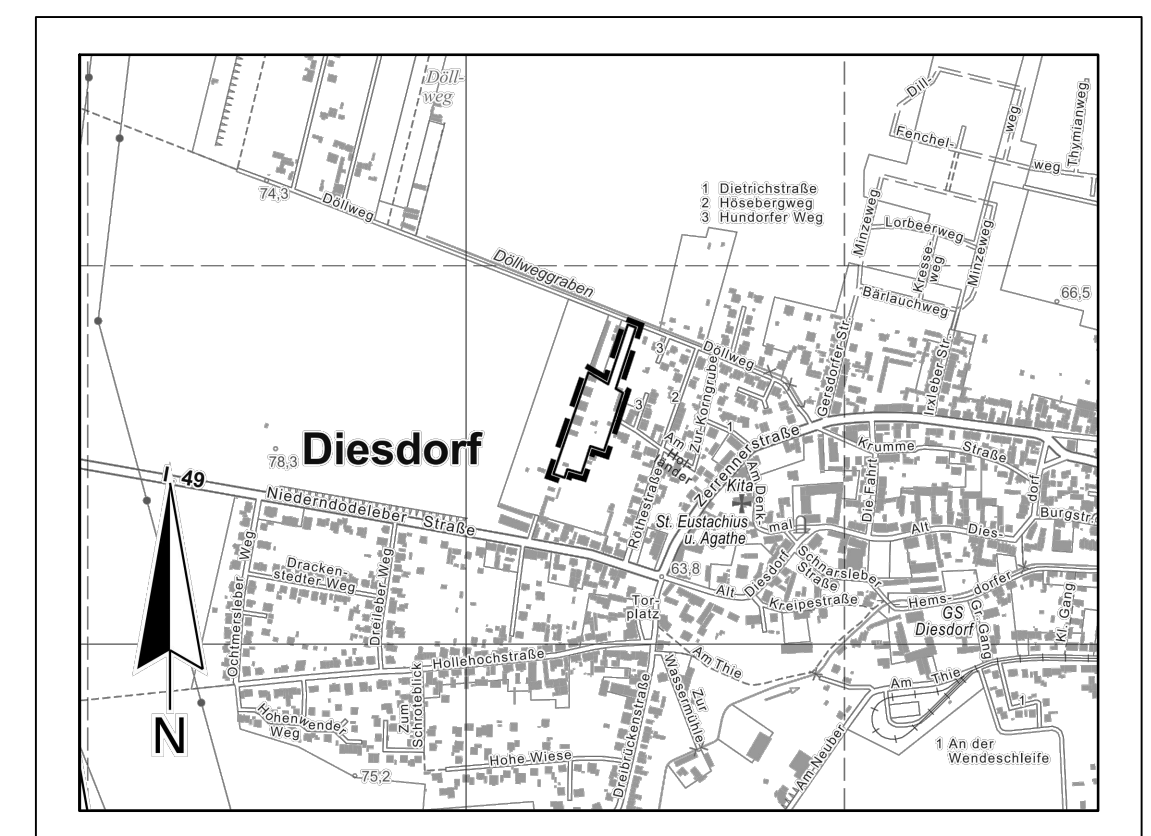 Döll-
weg
Dill-
Fenchel-
weg
weg
Thymianweg
74,3
Döllweg
1 Dietrichstraße
2 Hösebergweg
3 Hundorfer Weg
Minzeweg
Lorbeerweg
Kresse-
weg
Minzeweg
Döllweggraben
Bärlauchweg
66,5
3
Döllweg
Gersdorfer Str.
Irxleber Str.
Zur Korngrube
2
3
1
Am
Hol-
länder
Zerrennerstraße
Krumme
Straße
78,3
Diesdorf
I. 49
Niederndodeleber Straße
Röthestraße
Kita
Am Denk-
mal
Die Fahrt
Alt
Dies-
dorf
Burgstr.
St. Eustachius
u. Agathe
63,8
Alt
Diesdorf
Schnarsleber
Straße
Kreipestraße
Hems-
dorfer
GS
Diesdorf
Gr. Gang
Kl. Gang
Ochtmersleber Weg
Dracken-
stedter Weg
Dreileber Weg
Tor-
platz
Hollehochstraße
Am Thie
Am Thie
Wassermühle
Zur
N
Hohenwender
Weg
Zum
Schroteblick
Dreibrückenstraße
Hohe Wiese
75,2
Am Neuber
1
1 An der
Wendeschleife